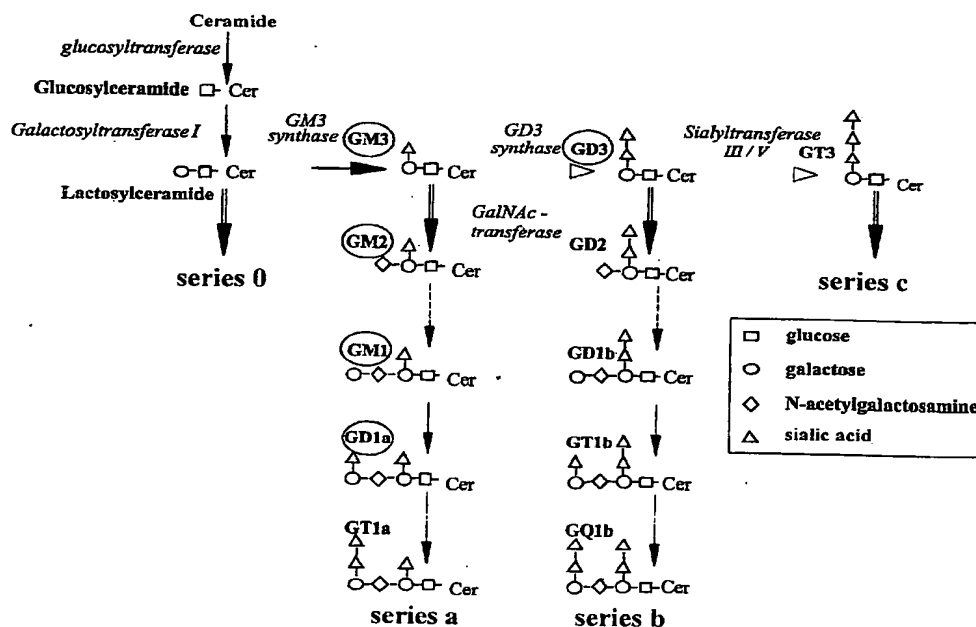 Ceramide
glucosyltransferase
Glucosylceramide
Cer
Galactosyltransferase I
Cer
Lactosylceramide
series 0
GM3
synthase
GM3
Cer
GM2
Cer
GM1
Cer
GD1a
Cer
GT1a
Cer
series a
GD3
synthase
GD3
Cer
GalNAc -
transferase
GD2
Cer
GD1b
Cer
GT1b
Cer
GQ1b
Cer
series b
Sialyltransferase
III / V
GT3
Cer
series c
glucose
galactose
N-acetylgalactosamine
sialic acid